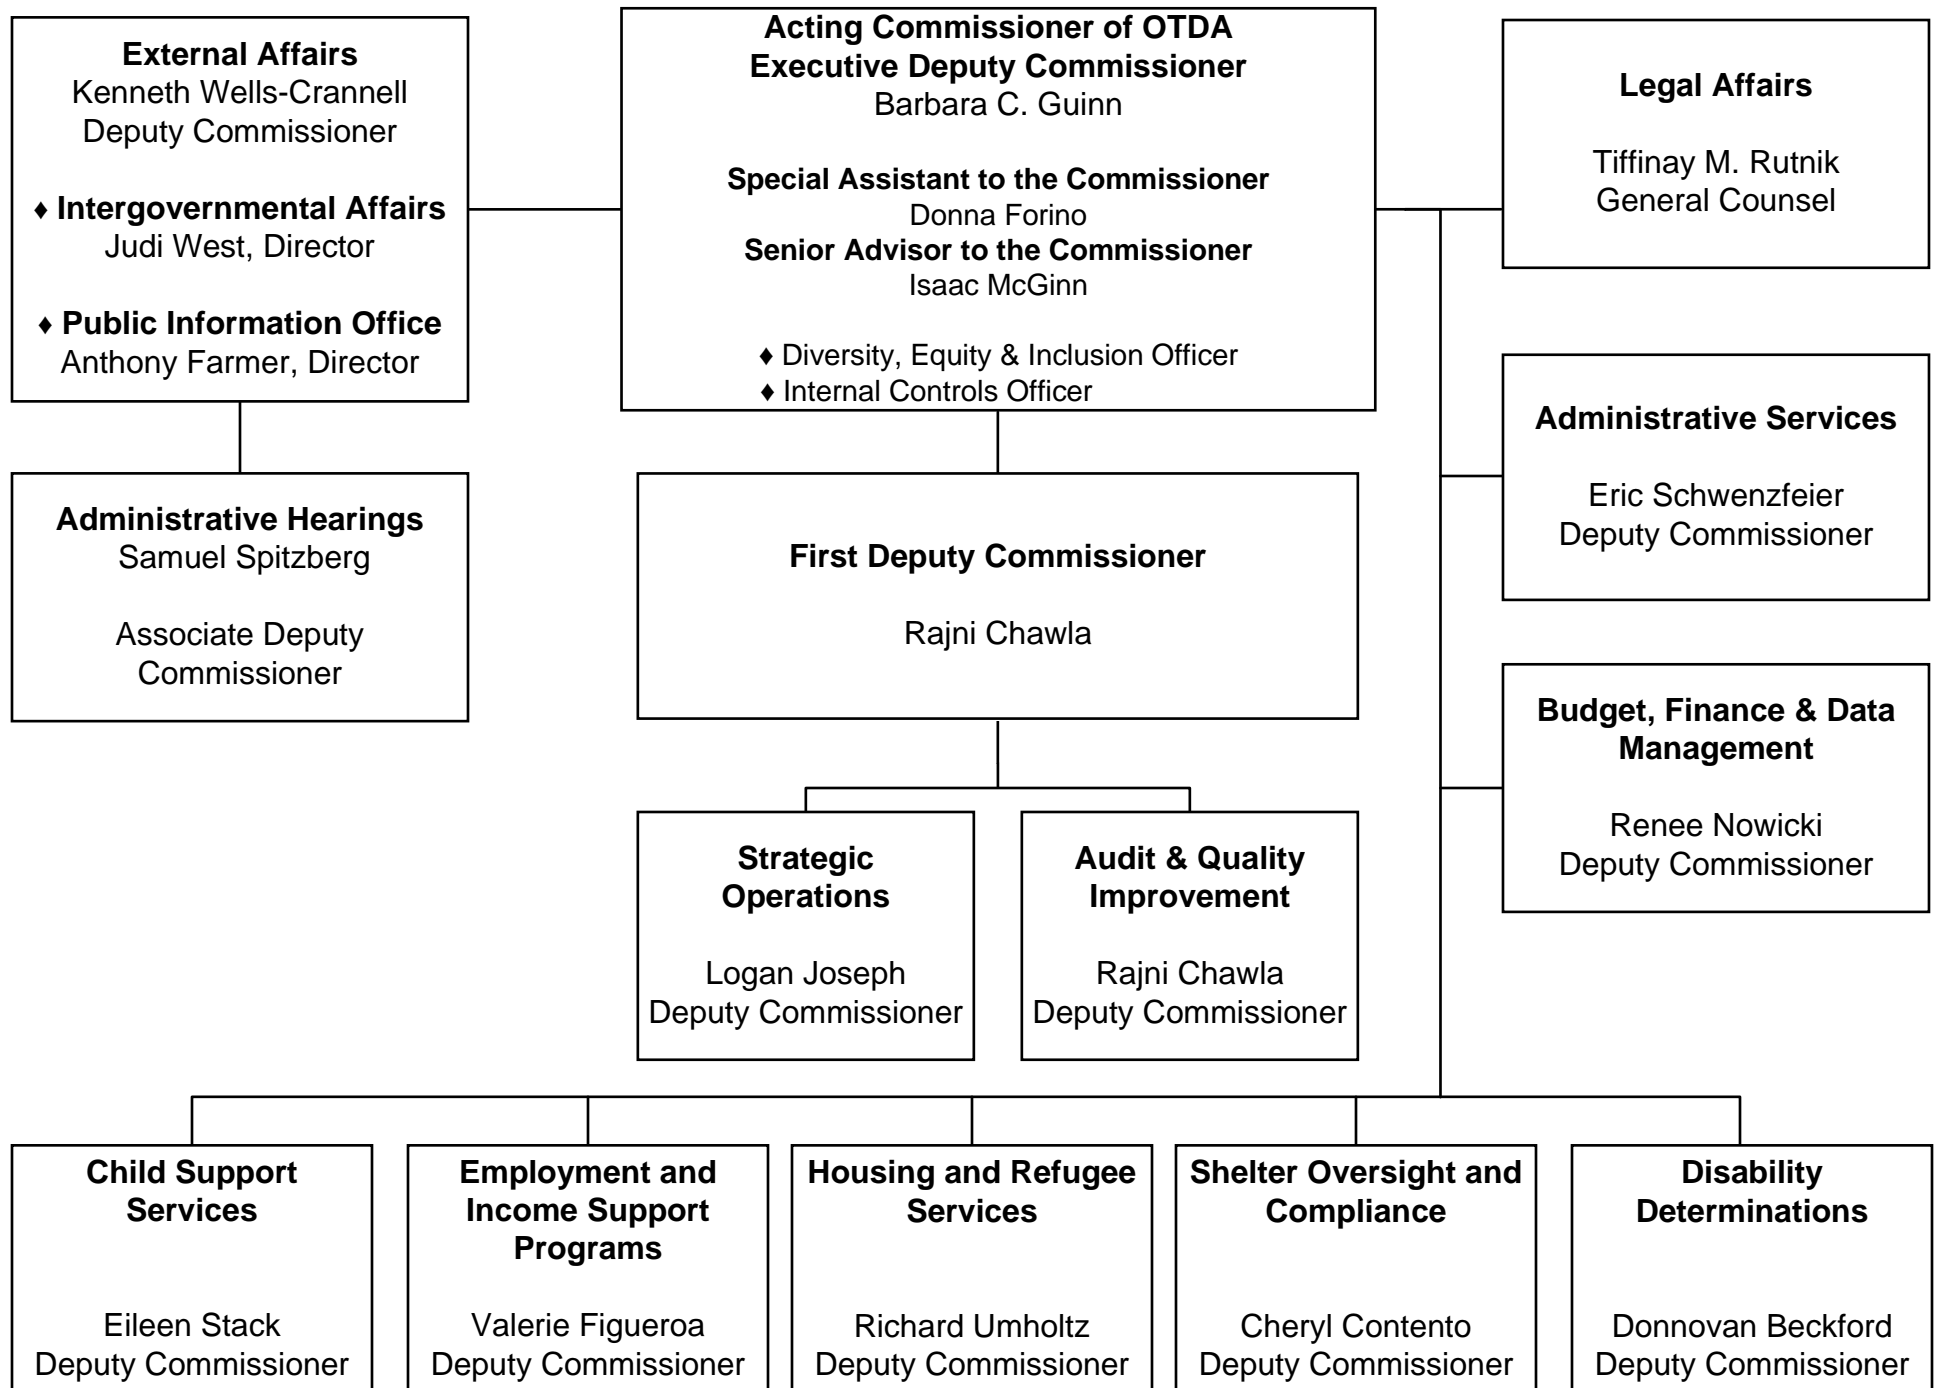 External Affairs
Kenneth Wells-Crannell
Deputy Commissioner
♦ Intergovernmental Affairs
Judi West, Director
♦ Public Information Office
Anthony Farmer, Director
Acting Commissioner of OTDA
Executive Deputy Commissioner
Barbara C. Guinn
Special Assistant to the Commissioner
Donna Forino
Senior Advisor to the Commissioner
Isaac McGinn
♦ Diversity, Equity & Inclusion Officer
♦ Internal Controls Officer
Legal Affairs
Tiffinay M. Rutnik
General Counsel
Administrative Services
Eric Schwenzfeier
Deputy Commissioner
Administrative Hearings
Samuel Spitzberg
Associate Deputy
Commissioner
First Deputy Commissioner
Rajni Chawla
Budget, Finance & Data
Management
Renee Nowicki
Deputy Commissioner
Strategic
Operations
Logan Joseph
Deputy Commissioner
Audit & Quality
Improvement
Rajni Chawla
Deputy Commissioner
Child Support
Services
Eileen Stack
Deputy Commissioner
Employment and
Income Support
Programs
Valerie Figueroa
Deputy Commissioner
Housing and Refugee
Services
Richard Umholtz
Deputy Commissioner
Shelter Oversight and
Compliance
Cheryl Contento
Deputy Commissioner
Disability
Determinations
Donnovan Beckford
Deputy Commissioner